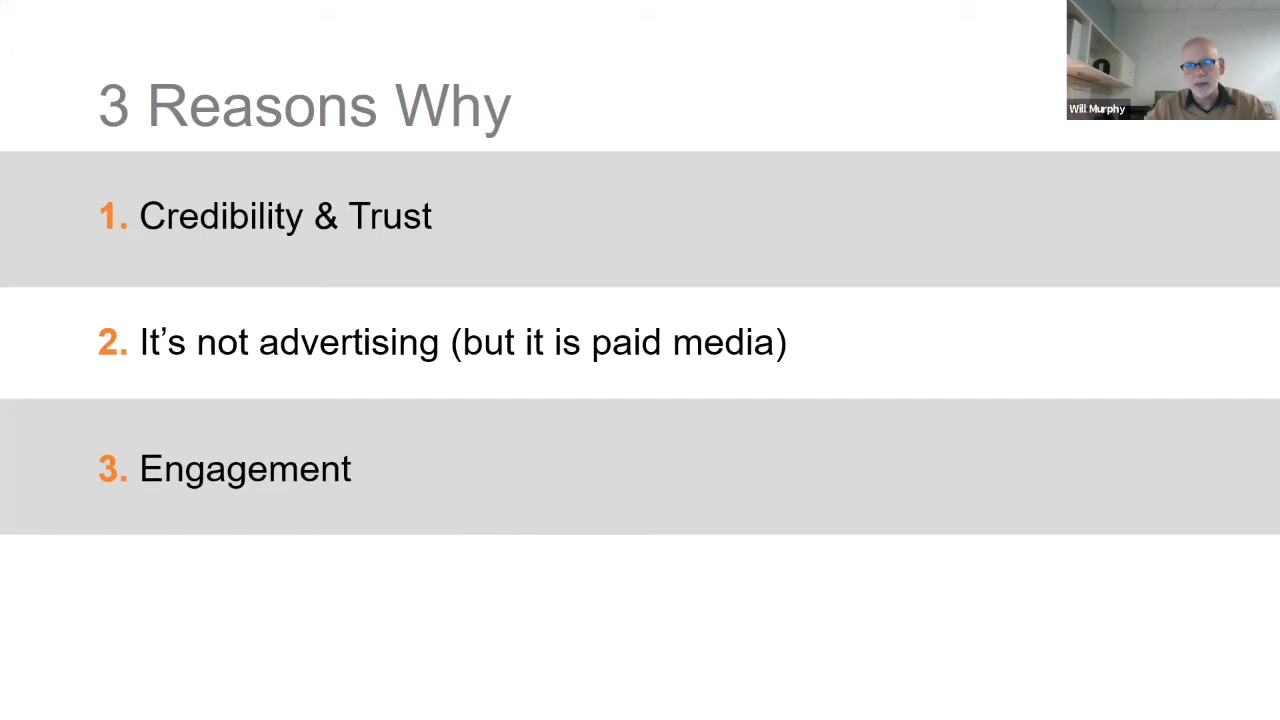 3 Reasons Why
Will Murphy
1. Credibility & Trust
2. It’s not advertising (but it is paid media)
3. Engagement